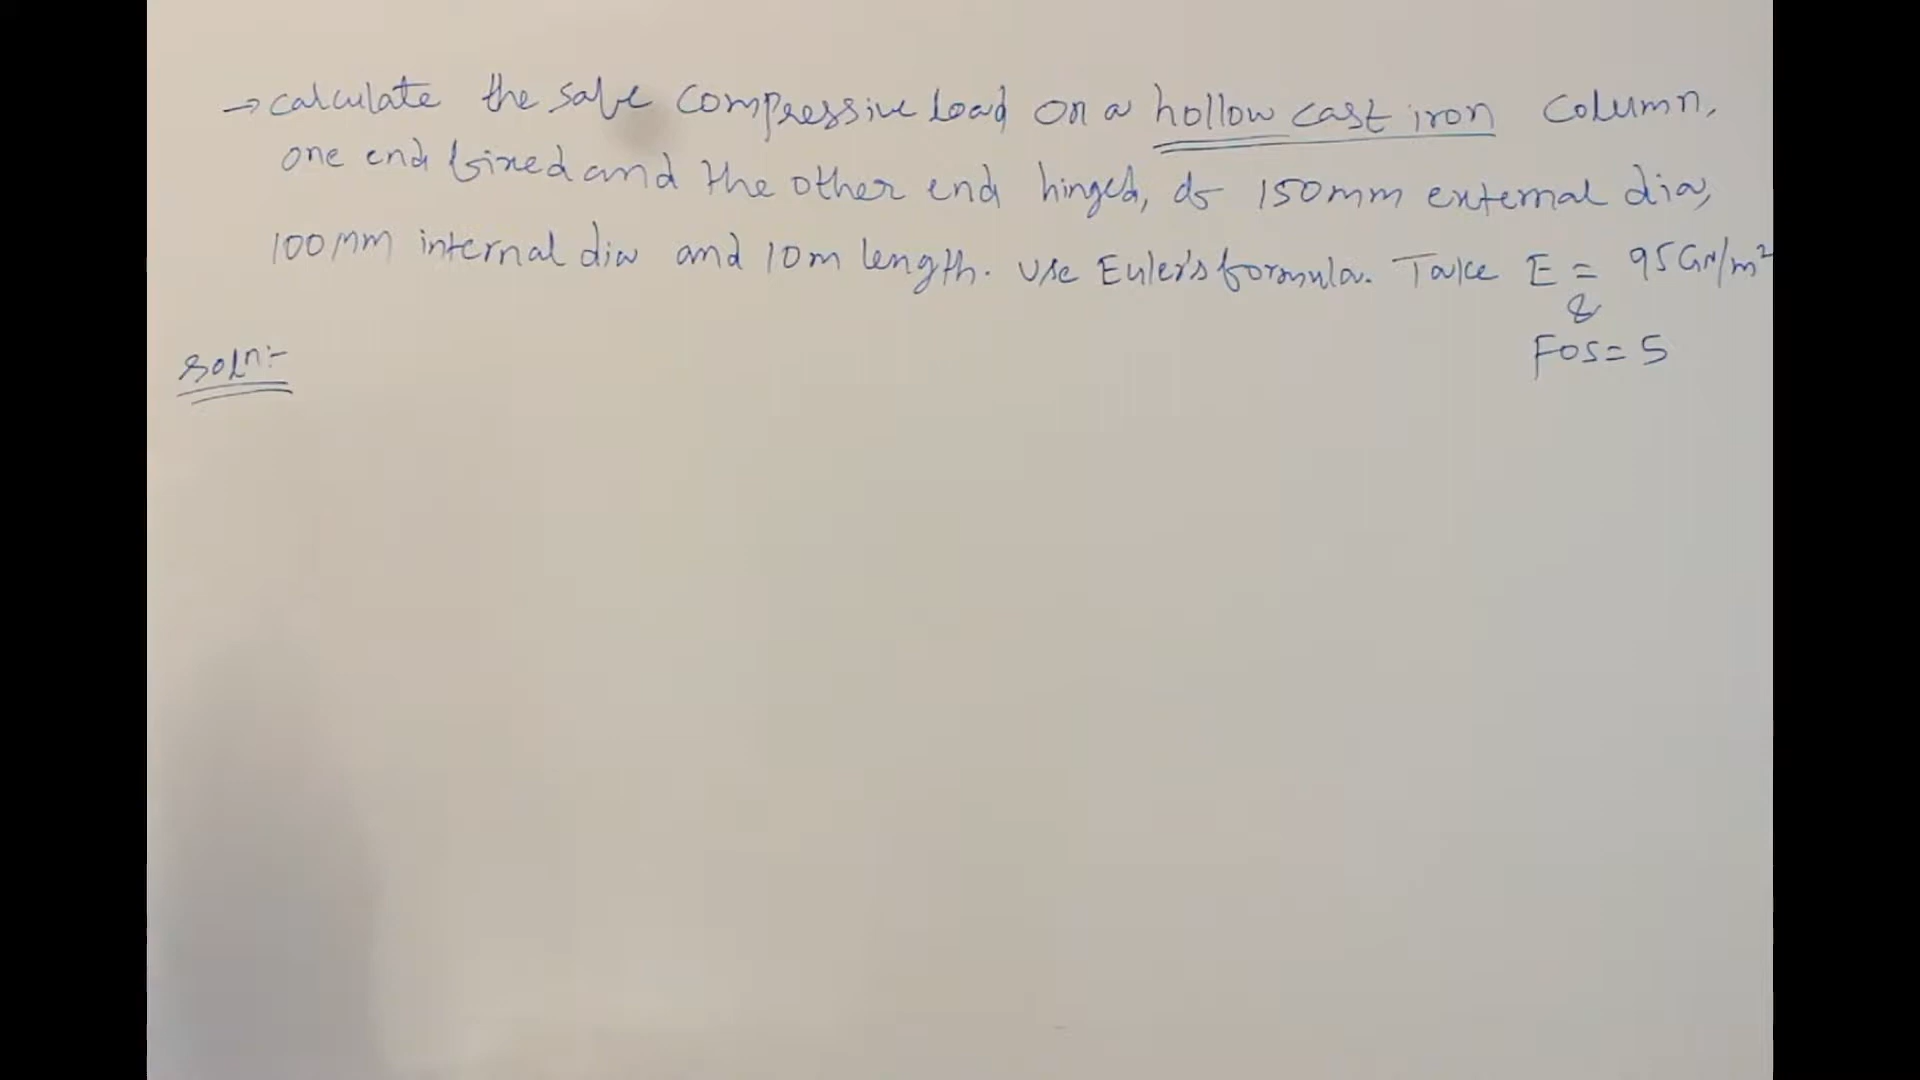 → calculate the safe compressive load on a hollow cast iron column,
one end fixed and the other end hinged, of 150mm external dia,
100mm internal dia and 10m length. Use Euler's formula. Take E = 95GN/m²
&
FOS = 5
Soln:-